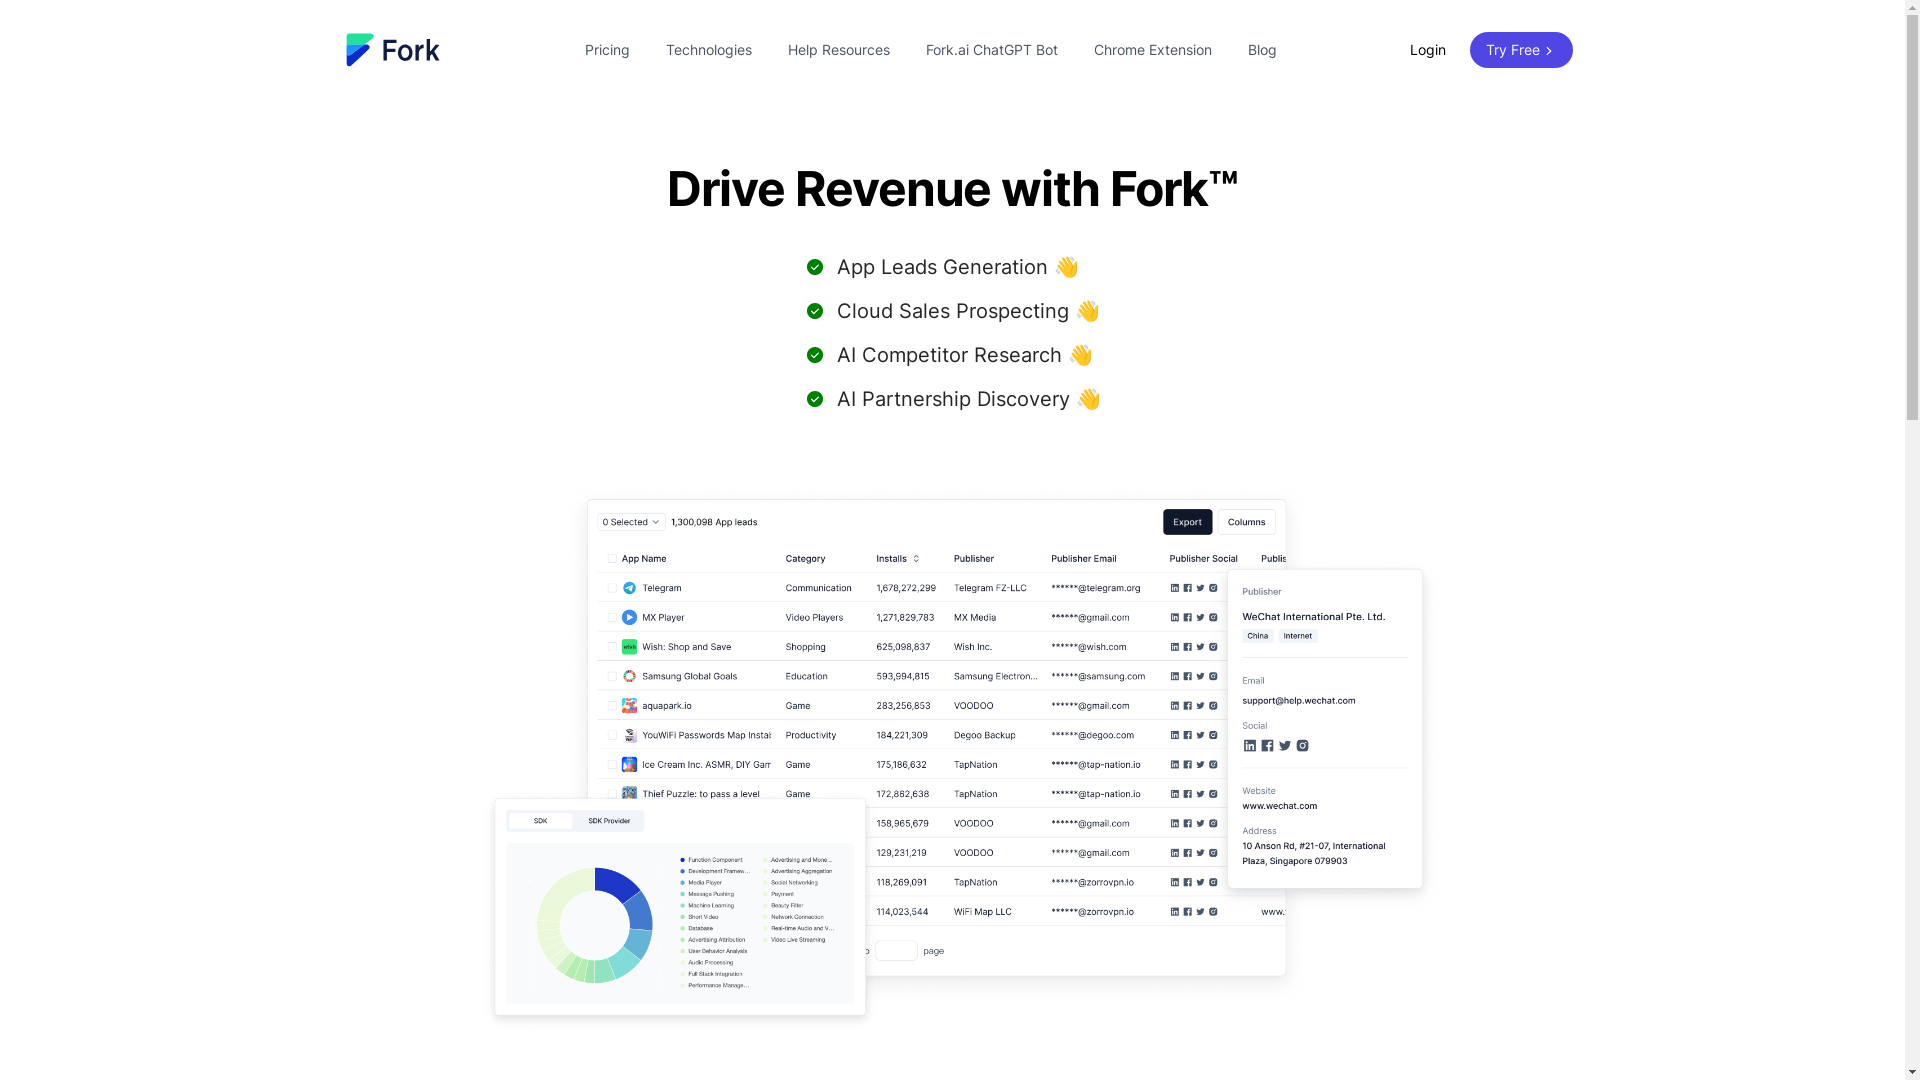 Fork
Pricing
Technologies
Help Resources
Fork.ai ChatGPT Bot
Chrome Extension
Blog
Login
Try Free
Drive Revenue with Fork™
App Leads Generation 👋
Cloud Sales Prospecting 👋
AI Competitor Research 👋
AI Partnership Discovery 👋
0 Selected 1,300,098 App leads Export Columns
App Name Category Installs Publisher Publisher Email Publisher Social
Telegram Communication 1,678,272,299 Telegram FZ-LLC ******@telegram.org
MX Player Video Players 1,271,829,783 MX Media ******@gmail.com
Wish: Shop and Save Shopping 625,098,837 Wish Inc. ******@wish.com
Samsung Global Goals Education 593,994,815 Samsung Electron... ******@samsung.com
aquapark.io Game 283,256,853 VOODOO ******@gmail.com
YouWiFi Passwords Map Instal Productivity 184,221,309 Degoo Backup ******@degoo.com
Ice Cream Inc. ASMR, DIY Gam Game 175,186,632 TapNation ******@tap-nation.io
Thief Puzzle: to pass a level Game 172,862,638 TapNation ******@tap-nation.io
158,965,679 VOODOO ******@gmail.com
129,231,219 VOODOO ******@gmail.com
118,269,091 TapNation ******@zorrovpn.io
114,023,544 WiFi Map LLC ******@zorrovpn.io www.
page
Publisher
WeChat International Pte. Ltd.
China Internet
Email
support@help.wechat.com
Social
Website
www.wechat.com
Address
10 Anson Rd, #21-07, International
Plaza, Singapore 079903
SDK SDK Provider
Function Component
Development Framew...
Media Player
Message Pushing
Machine Learning
Short Video
Database
Advertising Attribution
User Behavior Analysis
Audio Processing
Full Stack Integration
Performance Manage...
Advertising and Mone...
Advertising Aggregation
Social Networking
Payment
Beauty Filter
Network Connection
Real-time Audio and V...
Video Live Streaming